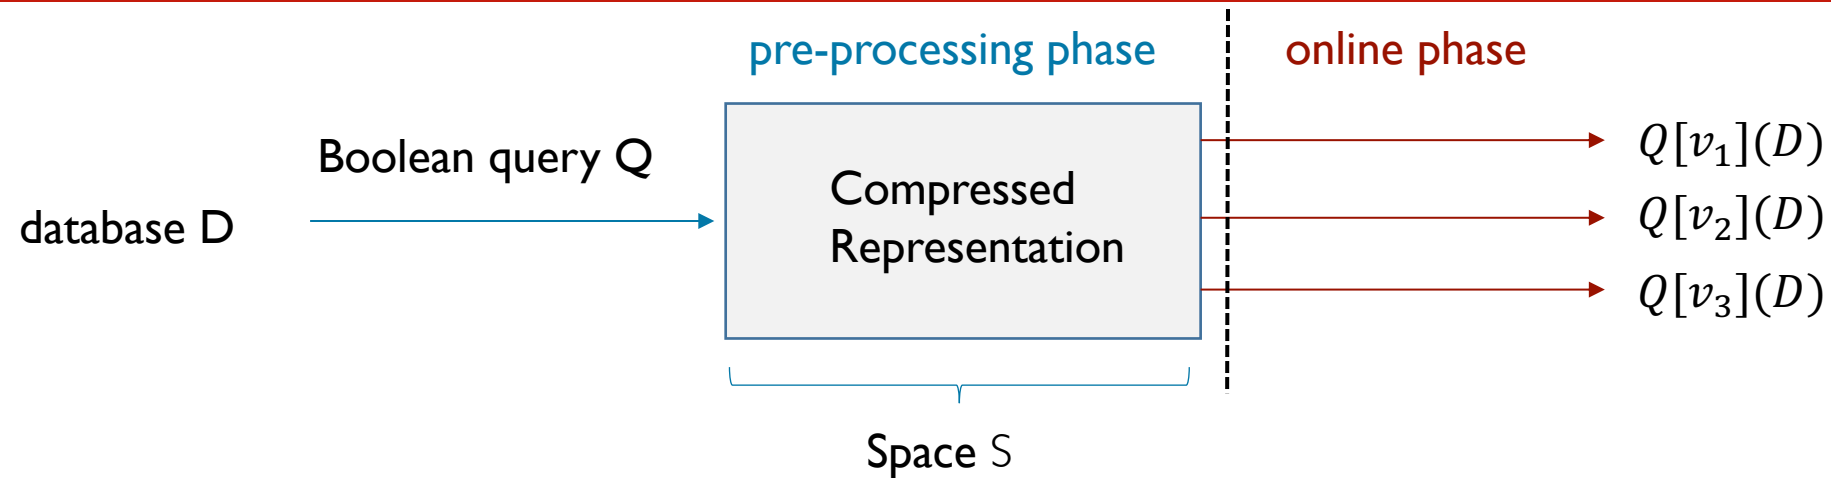 pre-processing phase
online phase
Boolean query Q
database D
Compressed
Representation
Q[v₁](D)
Q[v₂](D)
Q[v₃](D)
Space S